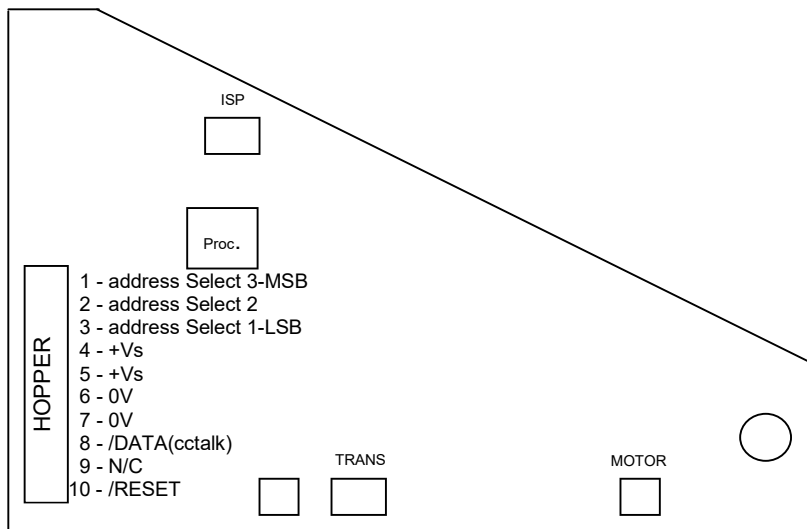 ISP
Proc.
HOPPER
1 - address Select 3-MSB
2 - address Select 2
3 - address Select 1-LSB
4 - +Vs
5 - +Vs
6 - 0V
7 - 0V
8 - /DATA(cctalk)
9 - N/C
10 - /RESET
TRANS
MOTOR